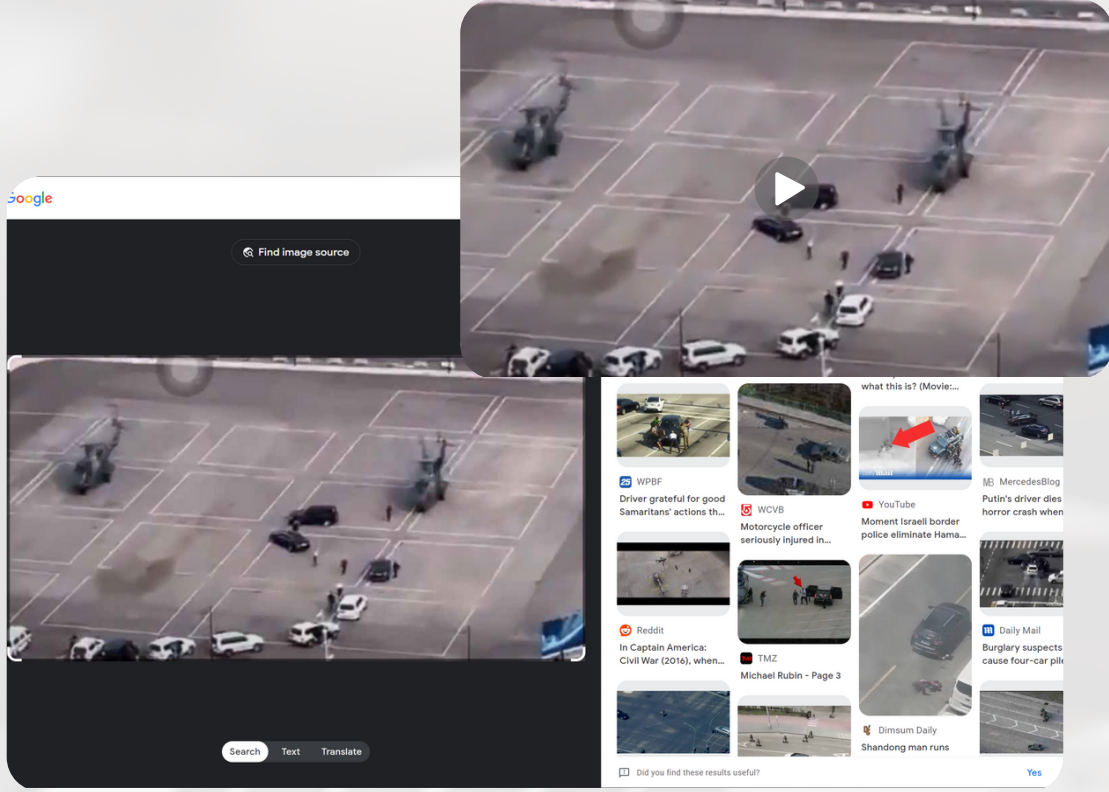 Google
Find image source
Search
Text
Translate
WPBF
Driver grateful for good
Samaritans' actions th...
Reddit
In Captain America:
Civil War (2016), when...
WCVB
Motorcycle officer
seriously injured in...
TMZ
Michael Rubin - Page 3
what this is? (Movie:...
YouTube
Moment Israeli border
police eliminate Hama...
Dimsum Daily
Shandong man runs
MercedesBlog
Putin's driver dies
horror crash when
Daily Mail
Burglary suspects
cause four-car pile
Did you find these results useful?
Yes